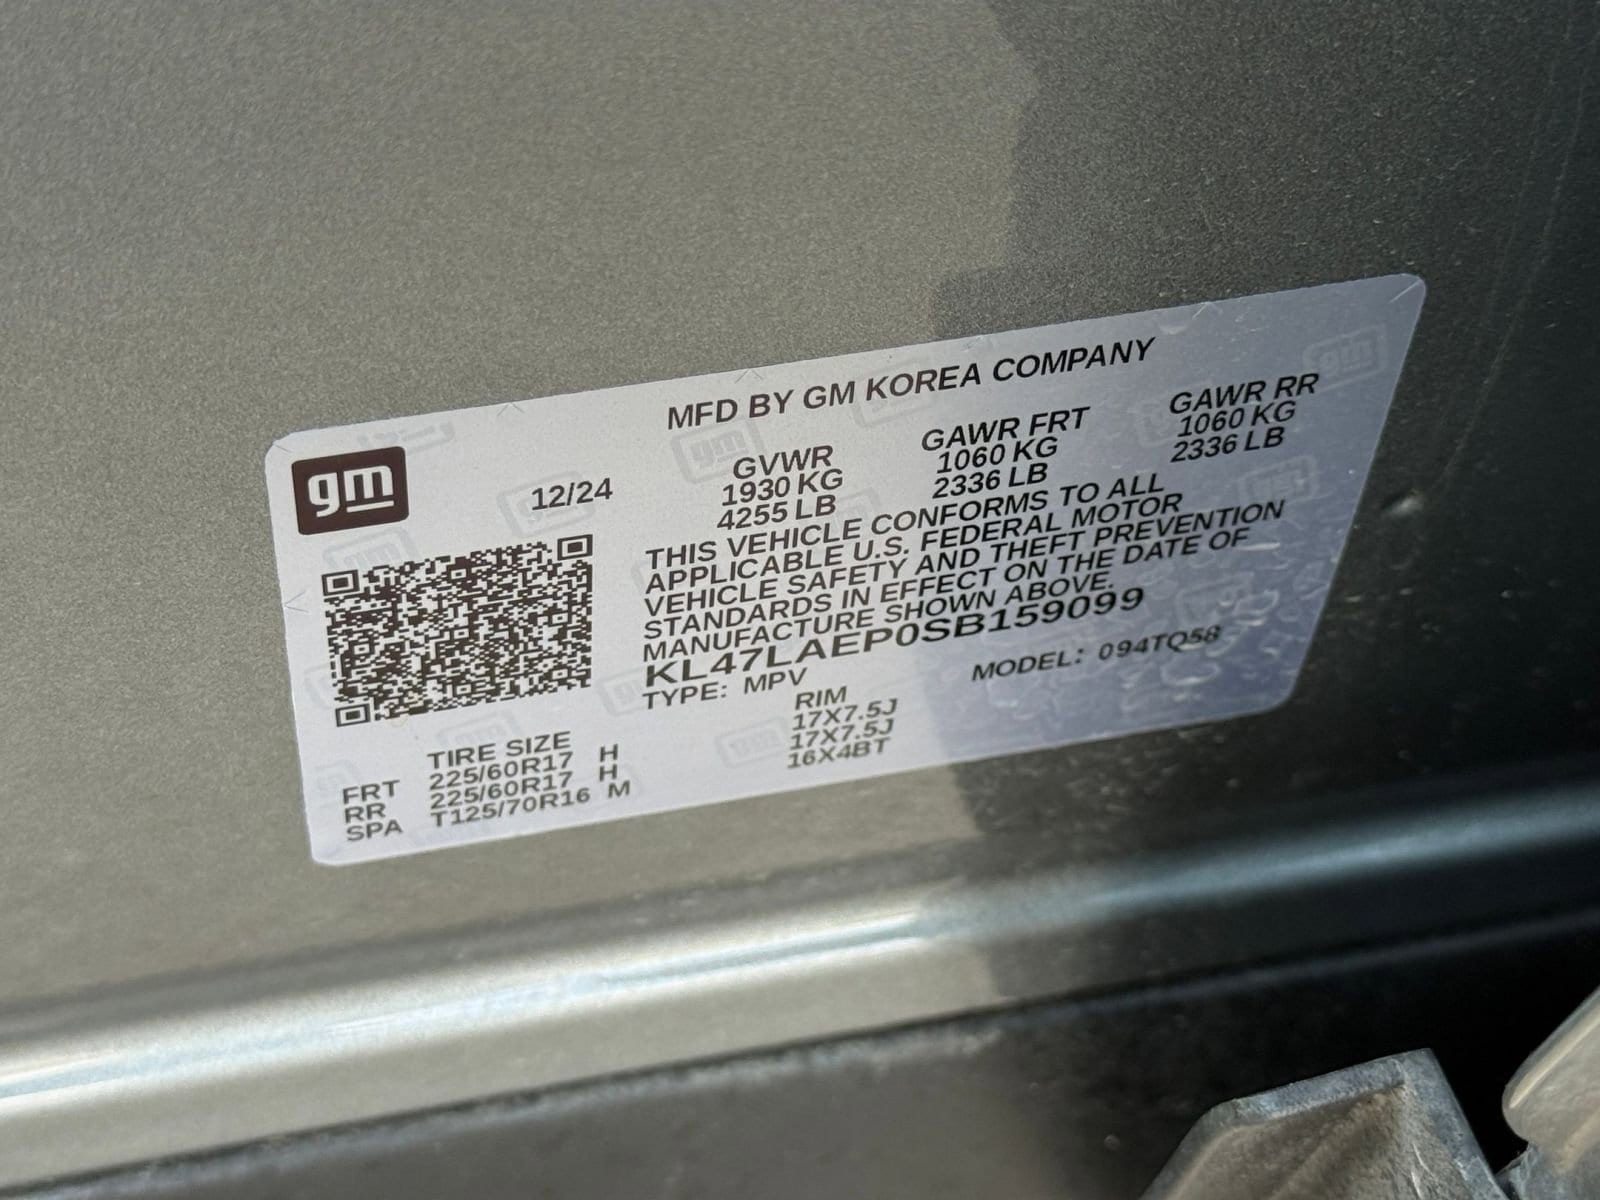 MFD BY GM KOREA COMPANY
gm
12/24
GVWR GAWR FRT GAWR RR
1930 KG 1060 KG 1060 KG
4255 LB 2336 LB 2336 LB
THIS VEHICLE CONFORMS TO ALL
APPLICABLE U.S. FEDERAL MOTOR
VEHICLE SAFETY AND THEFT PREVENTION
STANDARDS IN EFFECT ON THE DATE OF
MANUFACTURE SHOWN ABOVE.
KL47LAEP0SB159099
TYPE: MPV MODEL: 094TQ58
TIRE SIZE RIM
FRT 225/60R17 H 17X7.5J
RR 225/60R17 H 17X7.5J
SPA T125/70R16 M 16X4BT